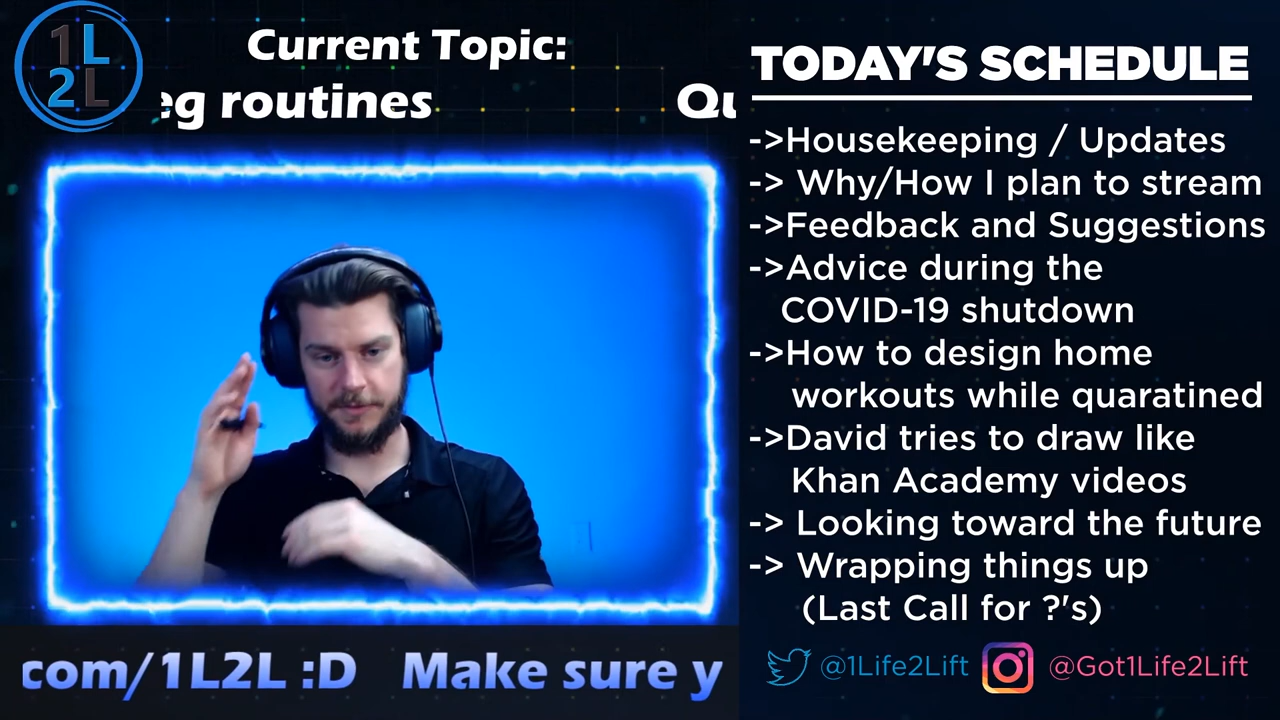 1L
2L
Current Topic:
eg routines Qu
TODAY'S SCHEDULE
->Housekeeping / Updates
-> Why/How I plan to stream
->Feedback and Suggestions
->Advice during the
COVID-19 shutdown
->How to design home
workouts while quaratined
->David tries to draw like
Khan Academy videos
-> Looking toward the future
-> Wrapping things up
(Last Call for ?'s)
com/1L2L :D Make sure y
@1Life2Lift @Got1Life2Lift